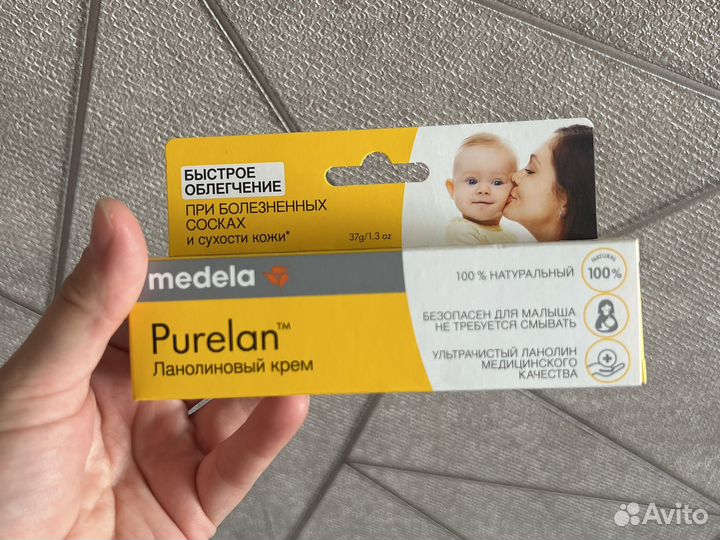 БЫСТРОЕ
ОБЛЕГЧЕНИЕ
ПРИ БОЛЕЗНЕННЫХ
СОСКАХ
И СУХОСТИ КОЖИ*
37g/1.3 oz
medela
Purelan™
Ланолиновый крем
100 % НАТУРАЛЬНЫЙ
NATURAL
100%
БЕЗОПАСЕН ДЛЯ МАЛЫША
НЕ ТРЕБУЕТСЯ СМЫВАТЬ
УЛЬТРАЧИСТЫЙ ЛАНОЛИН
МЕДИЦИНСКОГО
КАЧЕСТВА
Avito